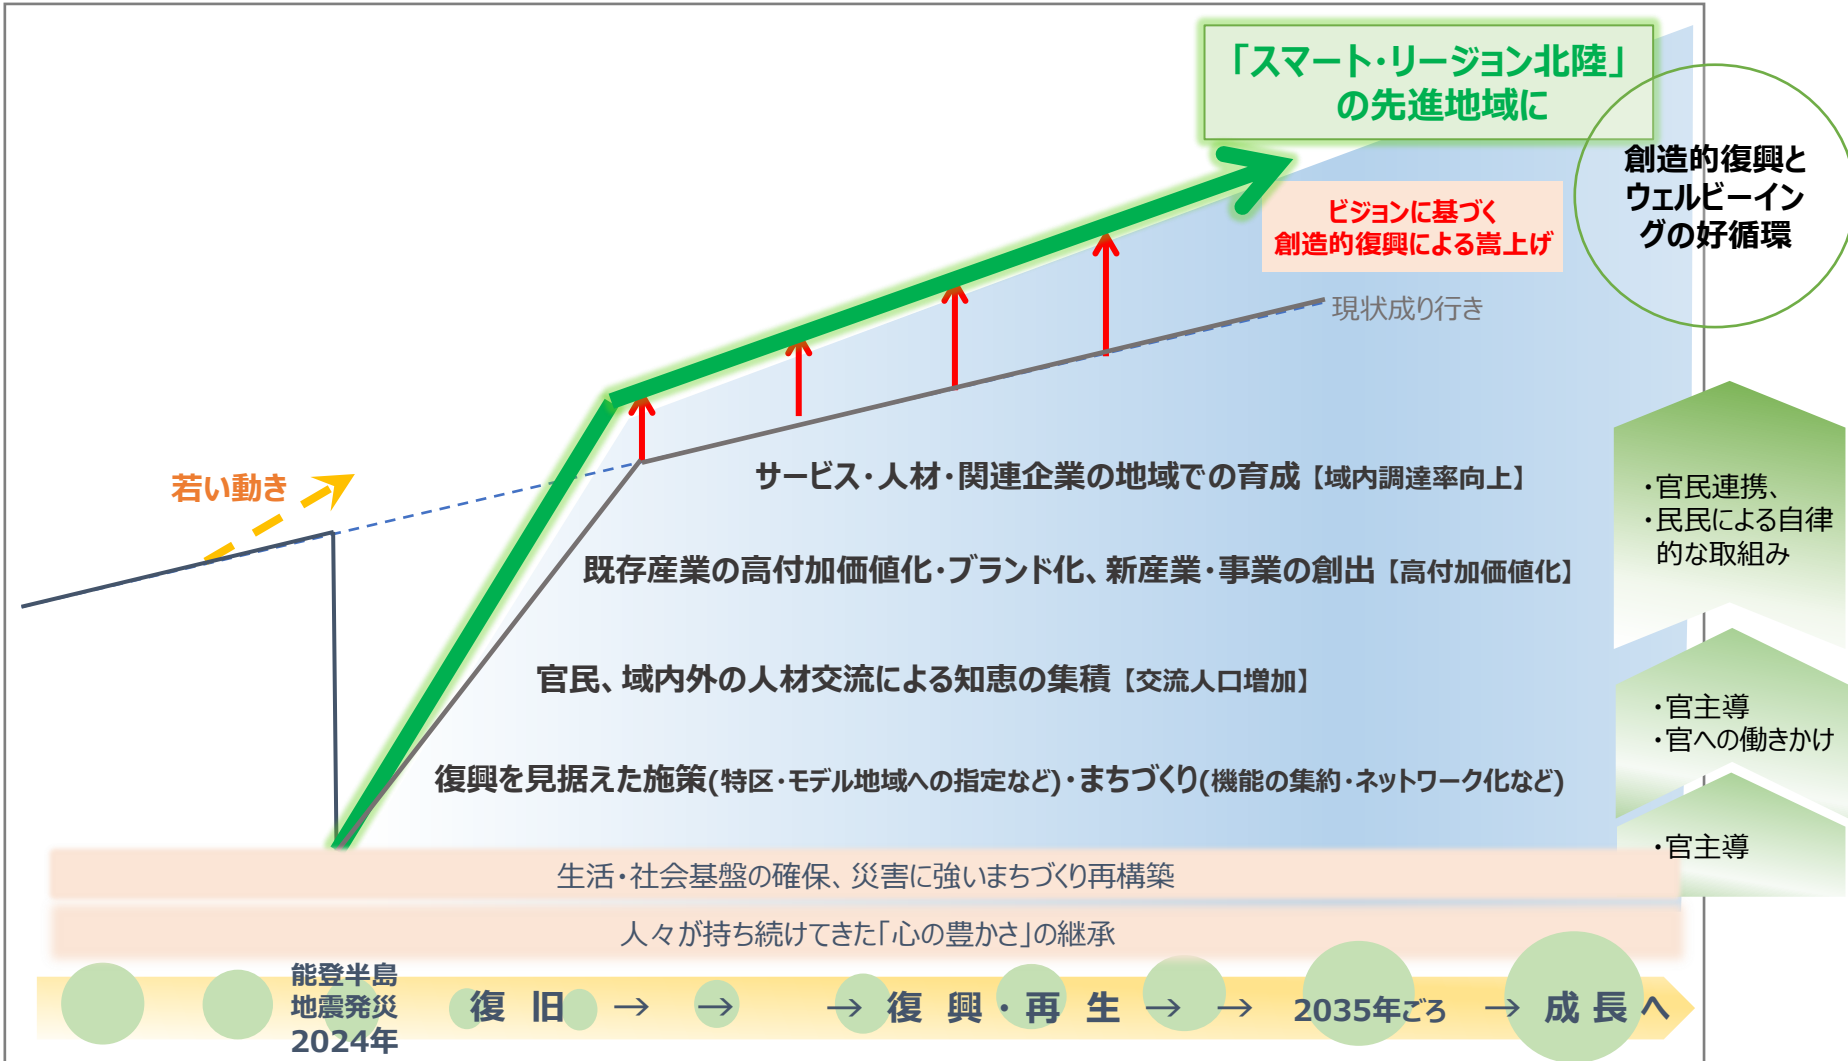 「スマート・リージョン北陸」
の先進地域に
創造的復興と
ウェルビーイン
グの好循環
ビジョンに基づく
創造的復興による嵩上げ
現状成り行き
若い動き
サービス・人材・関連企業の地域での育成【域内調達率向上】
・官民連携、
・民民による自律
的な取組み
既存産業の高付加価値化・ブランド化、新産業・事業の創出【高付加価値化】
官民、域内外の人材交流による知恵の集積【交流人口増加】
・官主導
・官への働きかけ
復興を見据えた施策(特区・モデル地域への指定など)・まちづくり(機能の集約・ネットワーク化など)
・官主導
生活・社会基盤の確保、災害に強いまちづくり再構築
人々が持ち続けてきた「心の豊かさ」の継承
能登半島
地震発災
2024年
復 旧 → → → 復 興 ・ 再 生 → → 2035年ごろ → 成 長 へ